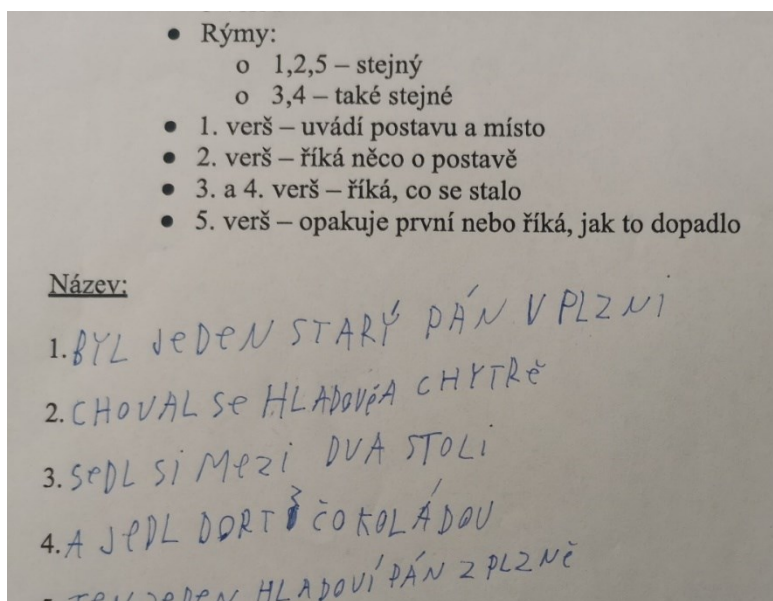 • Rýmy:
o 1,2,5 – stejný
o 3,4 – také stejné
• 1. verš – uvádí postavu a místo
• 2. verš – říká něco o postavě
• 3. a 4. verš – říká, co se stalo
• 5. verš – opakuje první nebo říká, jak to dopadlo
Název:
1. BYL JEDEN STARÝ PÁN V PLZNI
2. CHOVAL SE HLADOVÉA CHYTRĚ
3. SEDL SI MEZI DVA STOLI
4. A JEDL DORT ČOKOLÁDOU
TEN JEDEN HLADOVÍ PÁN Z PLZNĚ